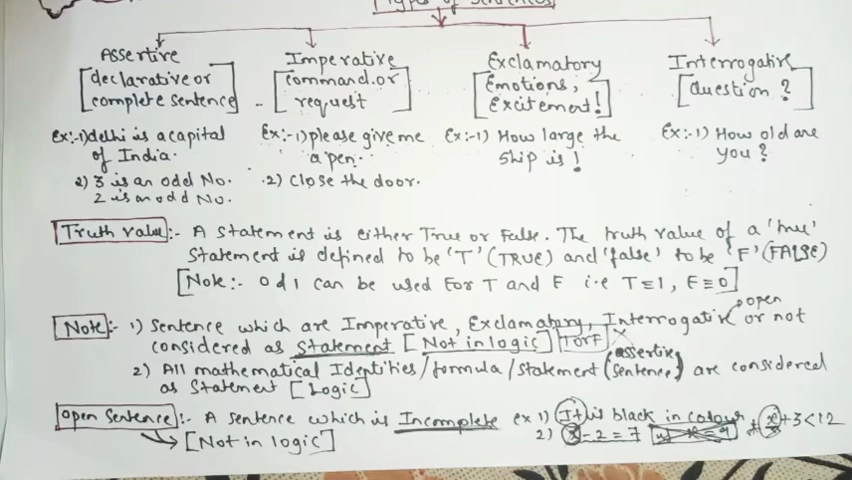 Types of Sentences
Assertive Imperative Exclamatory Interrogative
[declarative or [command or [Emotions, [Question ?]
complete sentence] request] Excitement!]
Ex:-1) delhi is a capital Ex:-1) please give me Ex:-1) How large the Ex:-1) How old are
of India. a pen. ship is! you?
2) 3 is an odd No. 2) Close the door.
2 is an odd No.
Truth value:- A Statement is either True or False. The truth value of a 'true'
Statement is defined to be 'T' (TRUE) and 'false' to be 'F' (FALSE)
[Note:- 0 d 1 can be used For T and F i.e T≡1, F≡0]
open
Note:- 1) Sentence which are Imperative, Exclamatory, Interrogative or not
considered as Statement [Not in logic] T or F
assertive
2) All mathematical Identities/formula/Statement (sentence) are considered
as Statement [Logic]
Open Sentence:- A sentence which is Incomplete ex 1) It is black in colour x+3<12
→ [Not in logic] 2) x-2=7